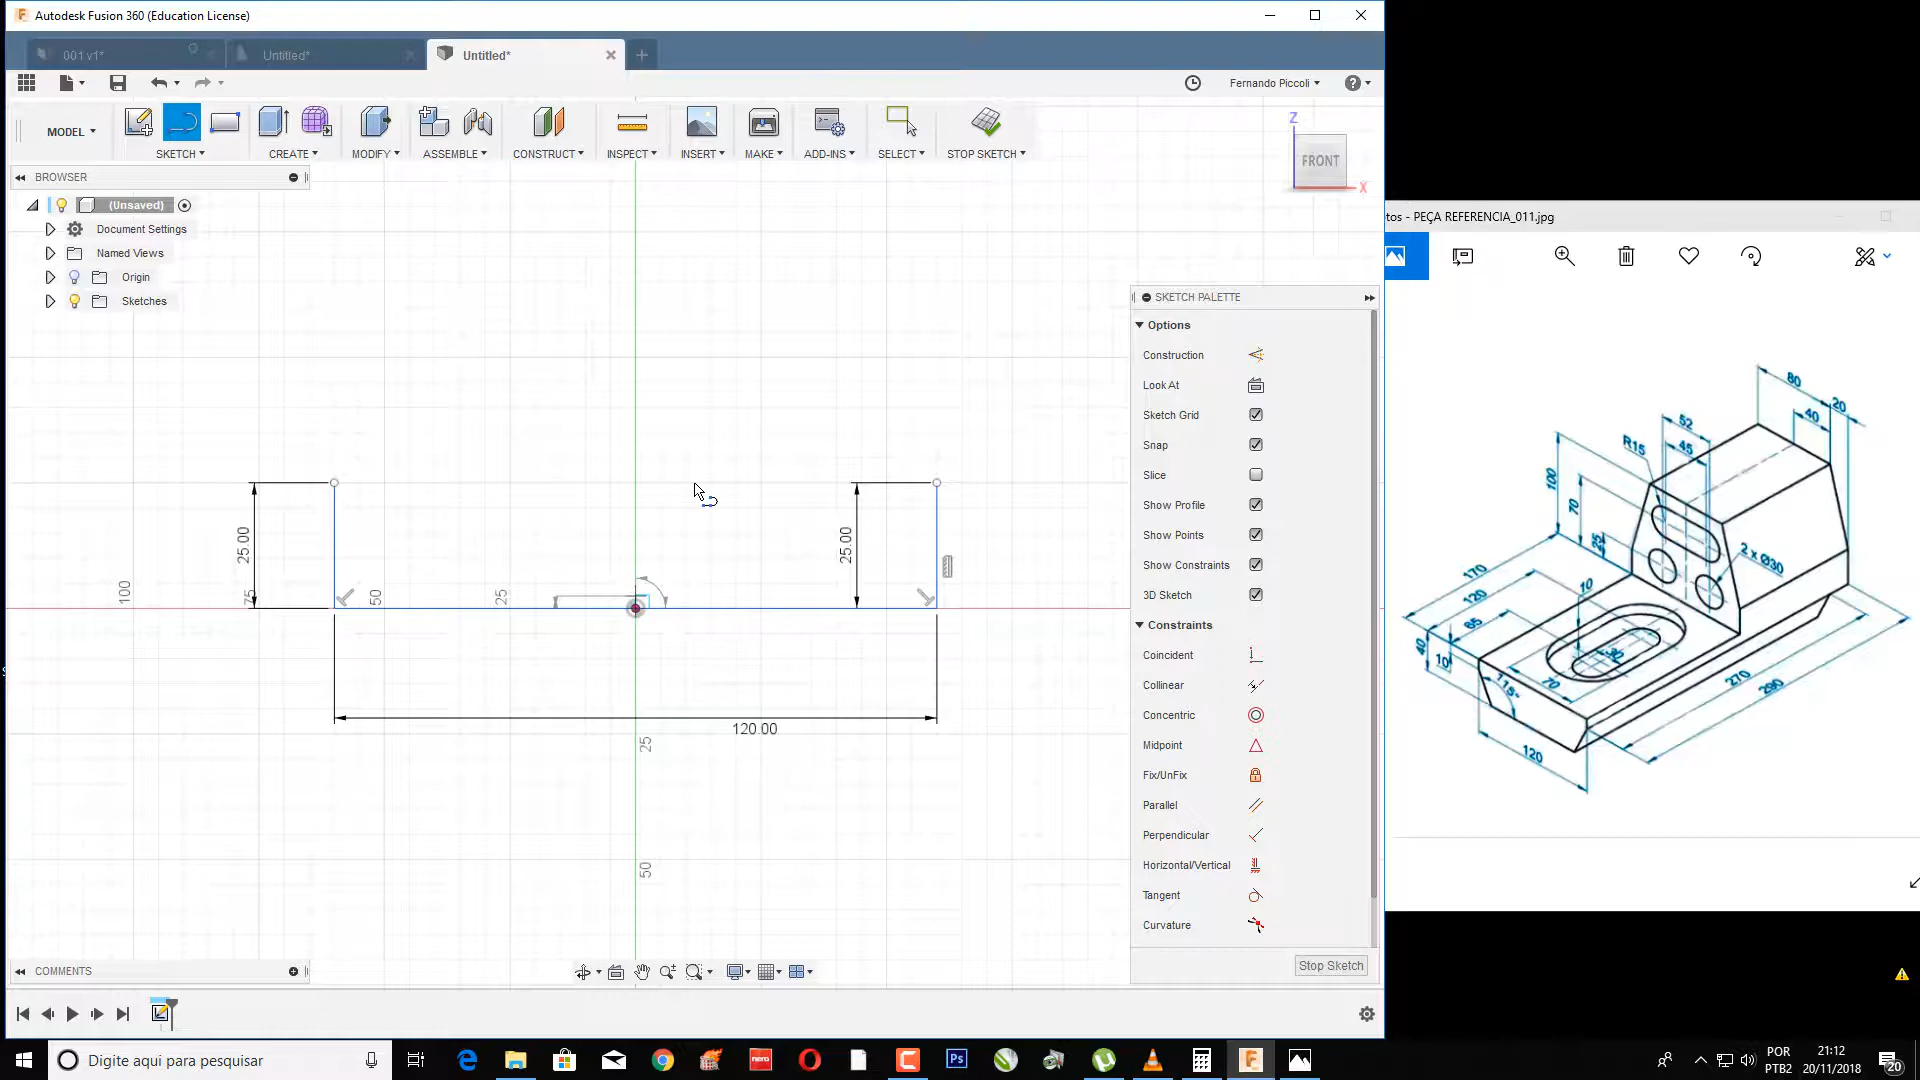 Autodesk Fusion 360 (Education License)
001 v1*
Untitled*
Untitled*
Fernando Piccoli
MODEL
SKETCH
CREATE
MODIFY
ASSEMBLE
CONSTRUCT
INSPECT
INSERT
MAKE
ADD-INS
SELECT
STOP SKETCH
Z
FRONT
X
BROWSER
(Unsaved)
Document Settings
Named Views
Origin
Sketches
SKETCH PALETTE
Options
Construction
Look At
Sketch Grid
Snap
Slice
Show Profile
Show Points
Show Constraints
3D Sketch
Constraints
Coincident
Collinear
Concentric
Midpoint
Fix/UnFix
Parallel
Perpendicular
Horizontal/Vertical
Tangent
Curvature
Stop Sketch
25.00
25.00
100
75
50
25
120.00
25
50
COMMENTS
tos - PEÇA REFERENCIA_011.jpg
80
20
40
52
45
R15
100
70
25
2 x Ø30
170
120
65
10
40
10
115°
70
30
270
290
120
Digite aqui para pesquisar
nero
Ps
POR
PTB2
21:12
20/11/2018
20